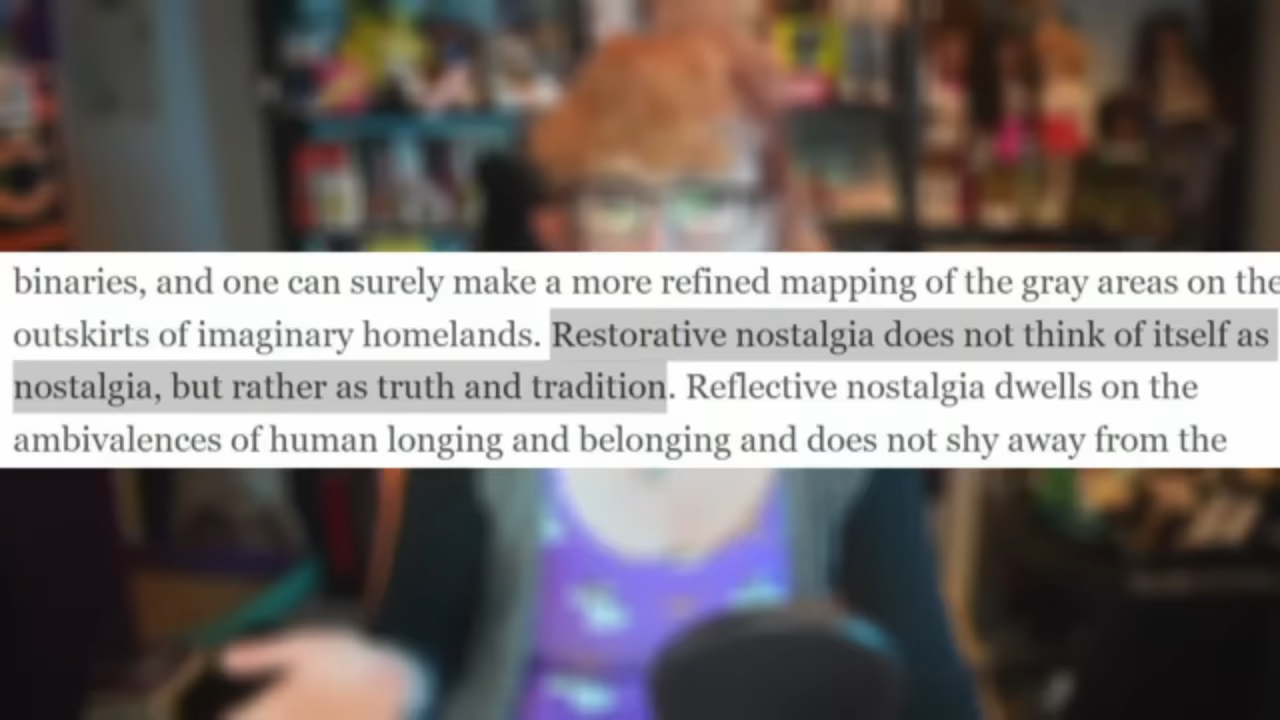 binaries, and one can surely make a more refined mapping of the gray areas on the
outskirts of imaginary homelands. Restorative nostalgia does not think of itself as
nostalgia, but rather as truth and tradition. Reflective nostalgia dwells on the
ambivalences of human longing and belonging and does not shy away from the